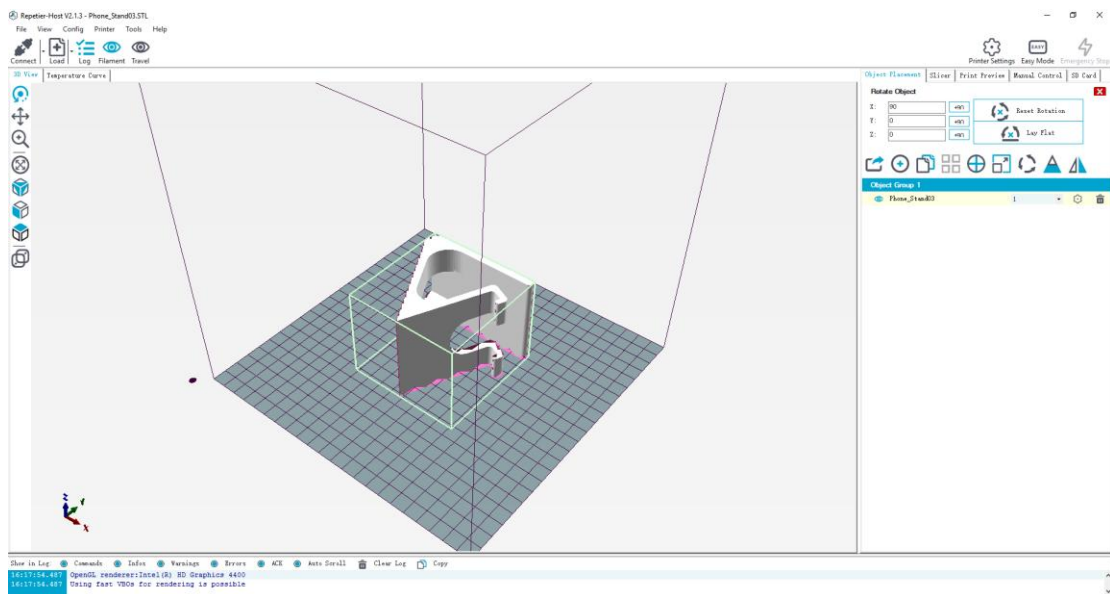 Repetier-Host V2.1.3 - Phone_Stand03.STL
File View Config Printer Tools Help
Connect Load Log Filament Travel Printer Settings Easy Mode Emergency Stop
EASY
3D View Temperature Curve Object Placement Slicer Print Preview Manual Control SD Card
Rotate Object
X: 90 +90 Reset Rotation
Y: 0 +90
Z: 0 +90 Lay Flat
Object Group 1
Phone_Stand03 1
Z
Y
X
Show in Log: Commands Infos Warnings Errors ACK Auto Scroll Clear Log Copy
16:17:54.487 OpenGL renderer:Intel(R) HD Graphics 4400
16:17:54.487 Using fast VBOs for rendering is possible